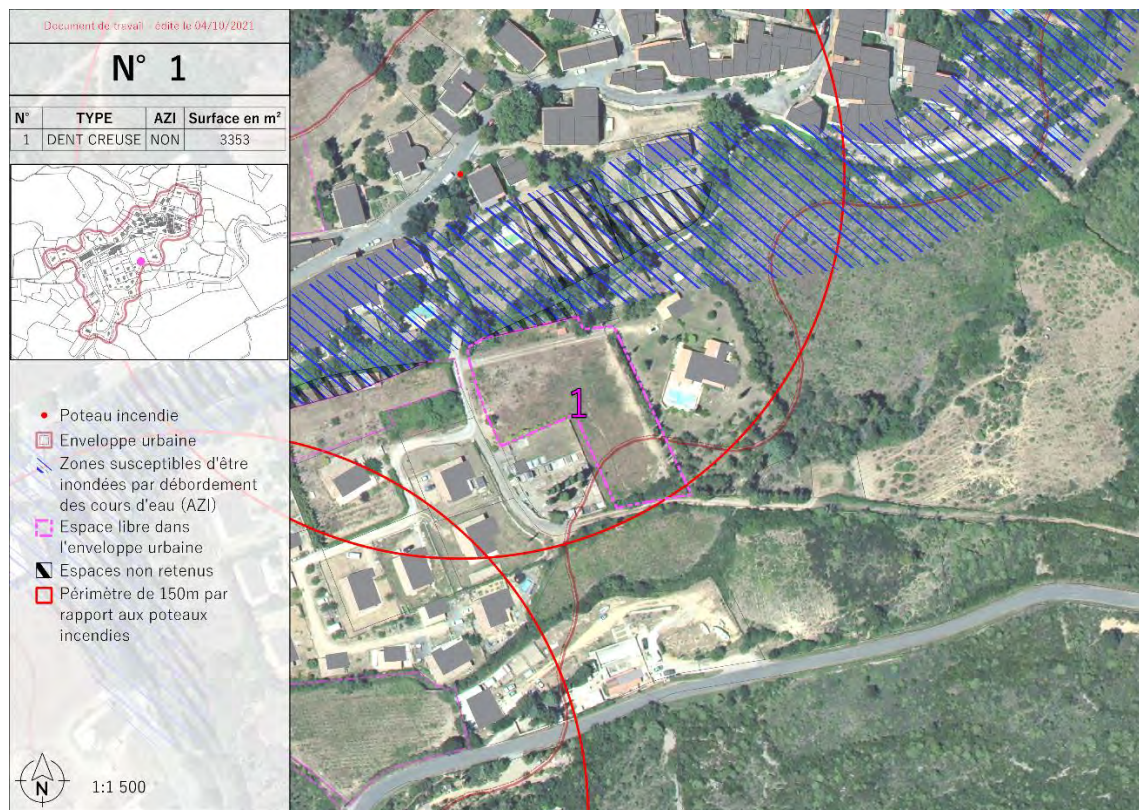 Document de travail - édité le 04/10/2021
N° 1
N° TYPE AZI Surface en m²
1 DENT CREUSE NON 3353
Poteau incendie
Enveloppe urbaine
Zones susceptibles d'être
inondées par débordement
des cours d'eau (AZI)
Espace libre dans
l'enveloppe urbaine
Espaces non retenus
Périmètre de 150m par
rapport aux poteaux
incendies
N
1:1 500
1